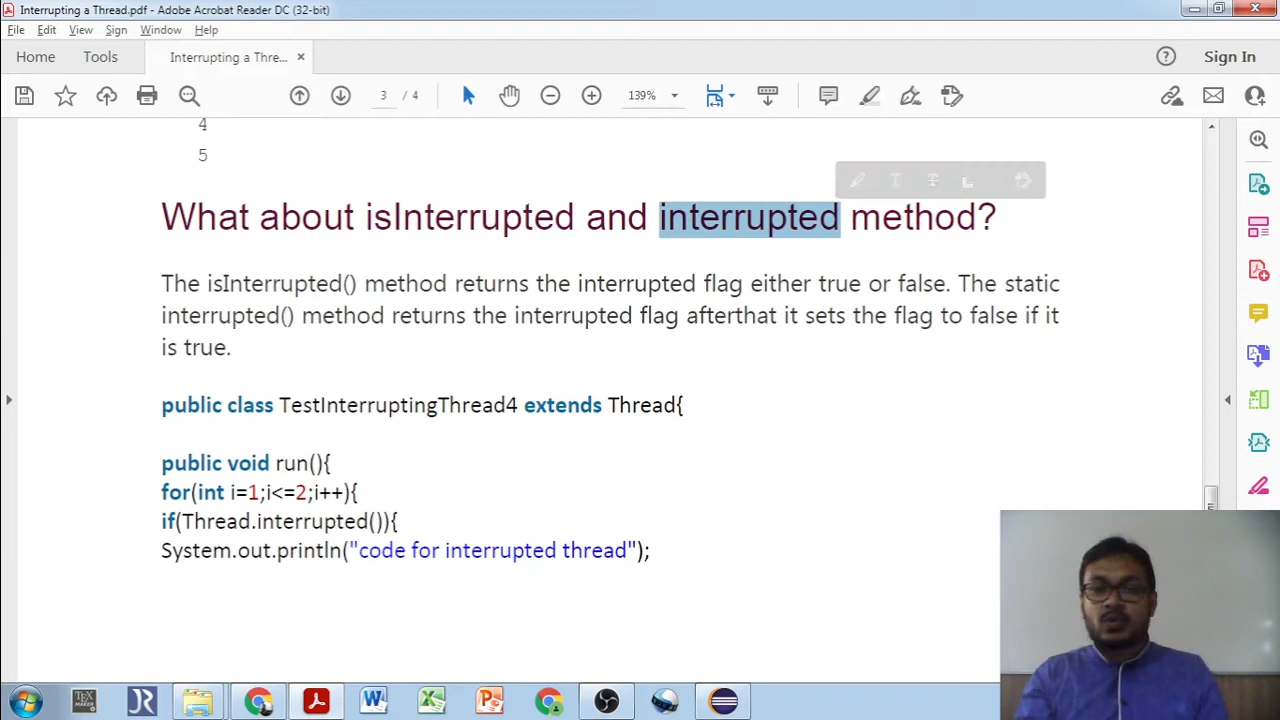 Interrupting a Thread.pdf - Adobe Acrobat Reader DC (32-bit)
File Edit View Sign Window Help
Home Tools Interrupting a Thre... × Sign In
3 / 4 139%
4
5
What about isInterrupted and interrupted method?
The isInterrupted() method returns the interrupted flag either true or false. The static
interrupted() method returns the interrupted flag afterthat it sets the flag to false if it
is true.
public class TestInterruptingThread4 extends Thread{
public void run(){
for(int i=1;i<=2;i++){
if(Thread.interrupted()){
System.out.println("code for interrupted thread");